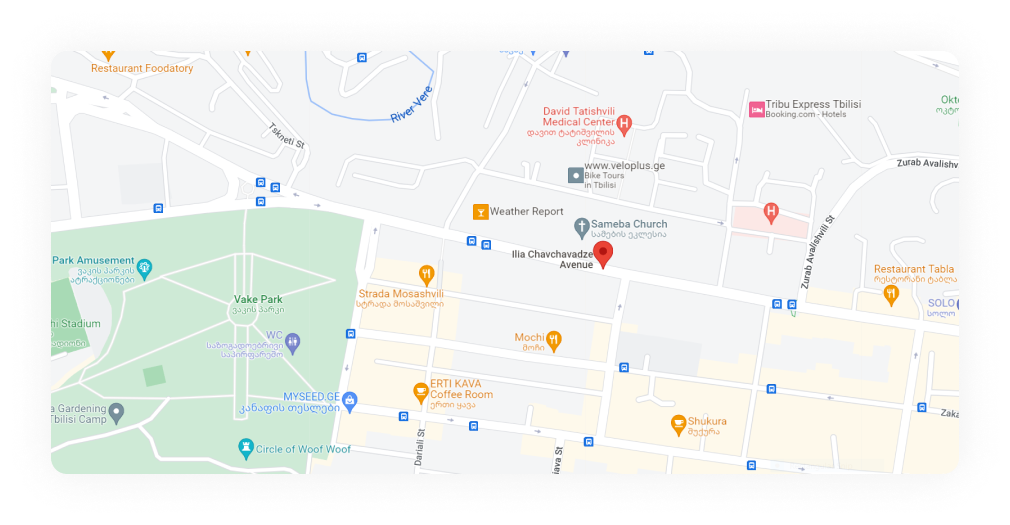 Restaurant Foodatory
River Vere
Tskneti St
David Tatishvili
Medical Center
დავით ტატიშვილის
კლინიკა
Tribu Express Tbilisi
Booking.com - Hotels
www.veloplus.ge
Bike Tours
in Tbilisi
Zurab Avalishv
Weather Report
Sameba Church
სამების ეკლესია
Ilia Chavchavadze
Avenue
Zurab Avalishvili St
Park Amusement
ვაკის პარკის
ატრაქციონები
Strada Mosashvili
სტრადა მოსაშვილი
Restaurant Tabla
რესტორანი ტაბლა
Vake Park
ვაკის პარკი
SOLO
სოლო
hi Stadium
WC
საზოგადოებრივი
საპირფარეშო
Mochi
მოჩი
ERTI KAVA
Coffee Room
ერთი ყავა
MYSEED.GE
კანაფის თესლები
a Gardening
Tbilisi Camp
Shukura
შუქურა
Zaka
Circle of Woof Woof
Dariali St
iava St